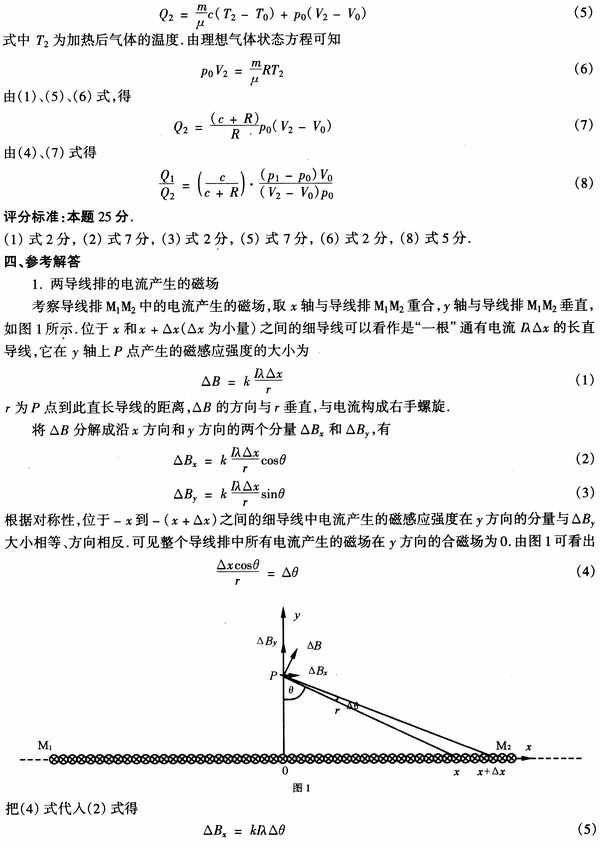 Q₂ = m/μ c(T₂ − T₀) + p₀(V₂ − V₀) (5)
式中 T₂ 为加热后气体的温度.由理想气体状态方程可知
p₀V₂ = m/μ RT₂ (6)
由(1)、(5)、(6) 式,得
Q₂ = (c + R)/R p₀(V₂ − V₀) (7)
由(4)、(7) 式得
Q₁/Q₂ = (c/(c + R)) · (p₁ − p₀)V₀/(V₂ − V₀)p₀ (8)
评分标准:本题 25 分.
(1) 式 2 分, (2) 式 7 分, (3) 式 2 分, (5) 式 7 分, (6) 式 2 分, (8) 式 5 分.
四、参考解答
1. 两导线排的电流产生的磁场
考察导线排 M₁M₂ 中的电流产生的磁场,取 x 轴与导线排 M₁M₂ 重合, y 轴与导线排 M₁M₂ 垂直,
如图 1 所示.位于 x 和 x + Δx(Δx 为小量) 之间的细导线可以看作是“一根” 通有电流 IλΔx 的长直
导线,它在 y 轴上 P 点产生的磁感应强度的大小为
ΔB = k IλΔx/r (1)
r 为 P 点到此直长导线的距离,ΔB 的方向与 r 垂直,与电流构成右手螺旋.
将 ΔB 分解成沿 x 方向和 y 方向的两个分量 ΔBₓ 和 ΔBy,有
ΔBₓ = k IλΔx/r cosθ (2)
ΔBy = k IλΔx/r sinθ (3)
根据对称性,位于 − x 到 − (x + Δx) 之间的细导线中电流产生的磁感应强度在 y 方向的分量与 ΔBy
大小相等、方向相反.可见整个导线排中所有电流产生的磁场在 y 方向的合磁场为 0.由图 1 可看出
Δxcosθ/r = Δθ (4)
y
ΔBy ΔB
P ΔBₓ
θ
r Δθ
M₁ M₂ x
0 x x+Δx
图 1
把(4) 式代入(2) 式得
ΔBₓ = kIλΔθ (5)